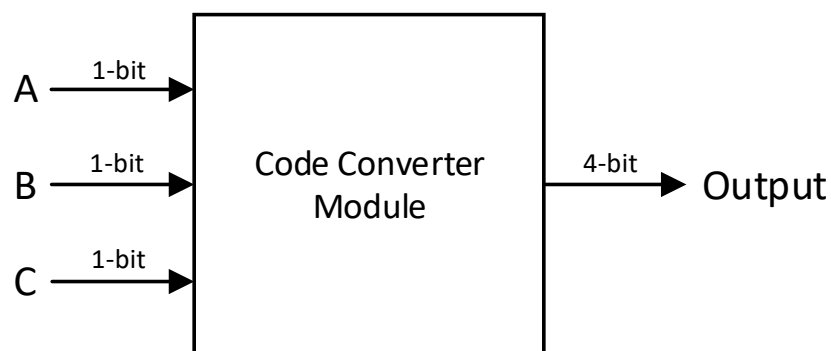 1-bit
A
1-bit
B
Code Converter
Module
4-bit
Output
1-bit
C